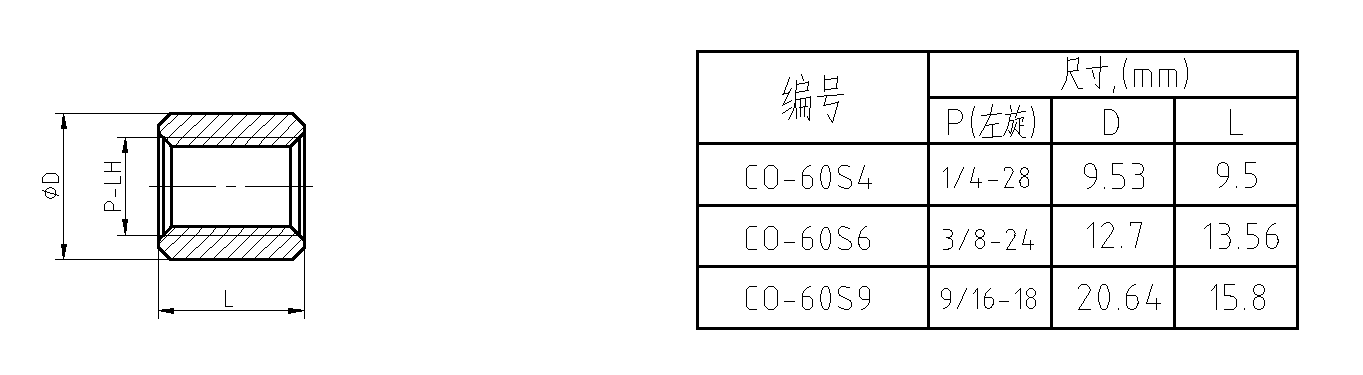 ØD
P-LH
L
编号 尺寸,(mm)
P(左旋) D L
CO-60S4 1/4-28 9.53 9.5
CO-60S6 3/8-24 12.7 13.56
CO-60S9 9/16-18 20.64 15.8